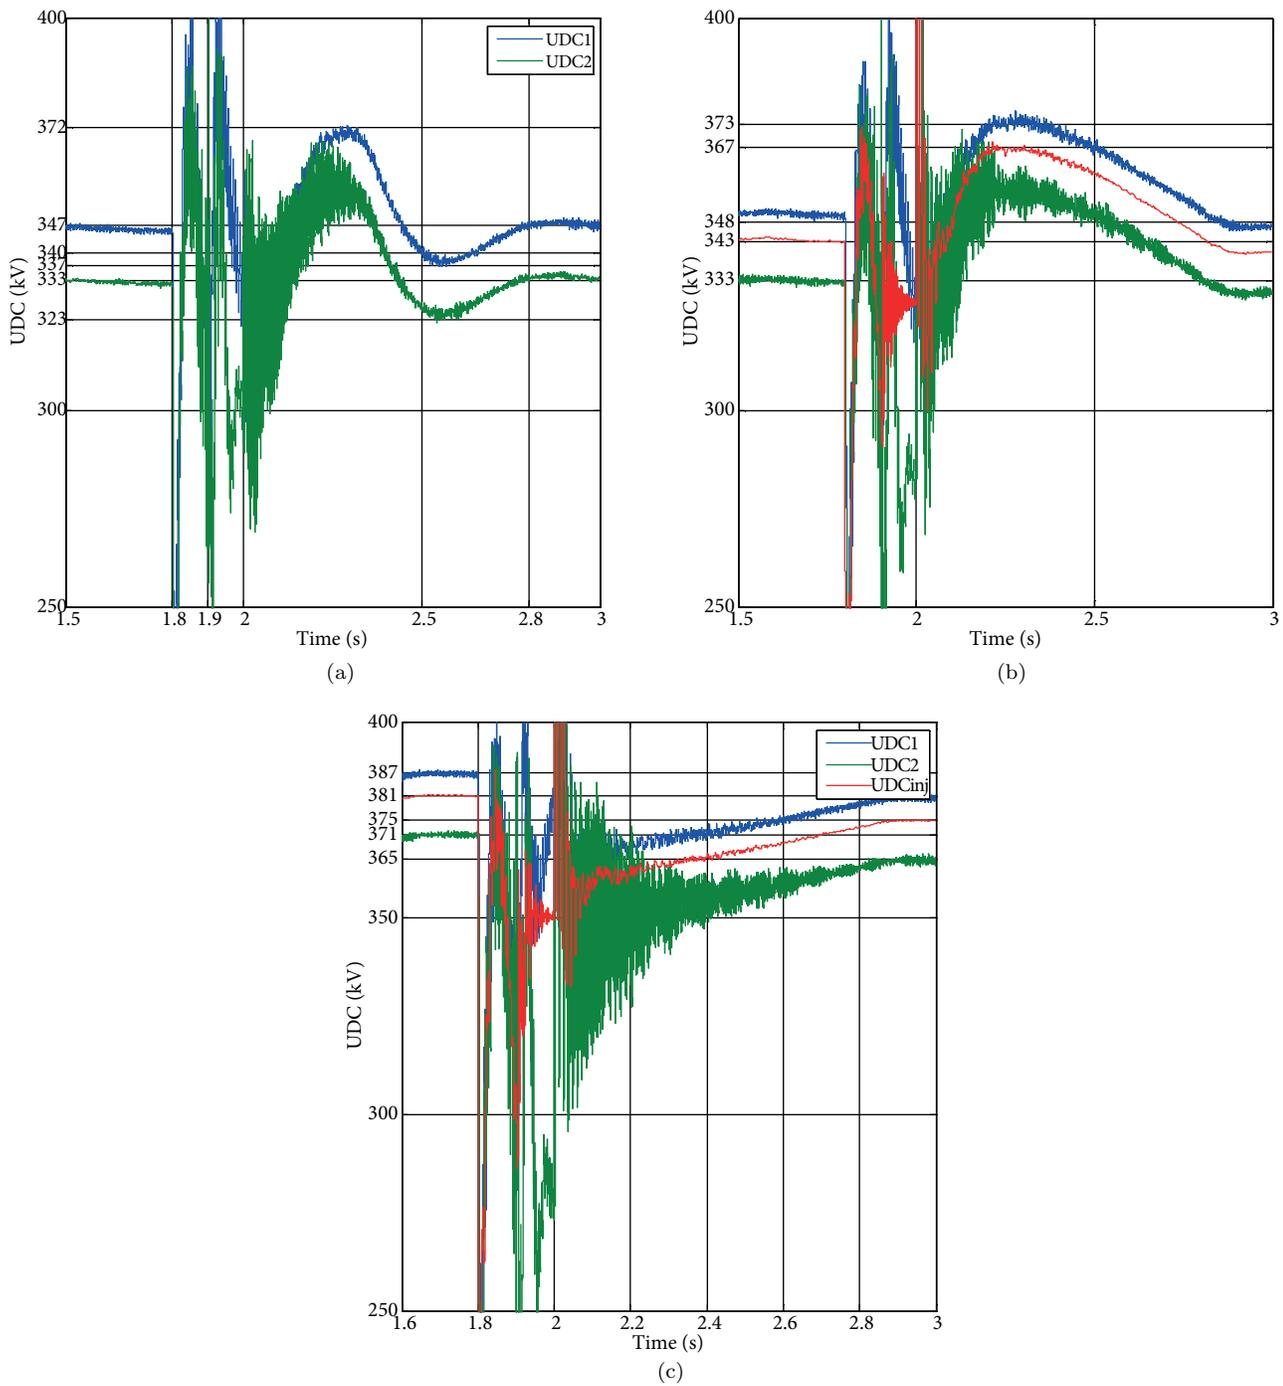 400
372
347
340
337
333
323
300
250
UDC (kV)
UDC1
UDC2
1.5 1.8 1.9 2 2.5 2.8 3
Time (s)
(a)
400
373
367
348
343
333
300
250
UDC (kV)
1.5 2 2.5 3
Time (s)
(b)
400
387
381
375
371
365
350
300
250
UDC (kV)
UDC1
UDC2
UDCinj
1.6 1.8 2 2.2 2.4 2.6 2.8 3
Time (s)
(c)